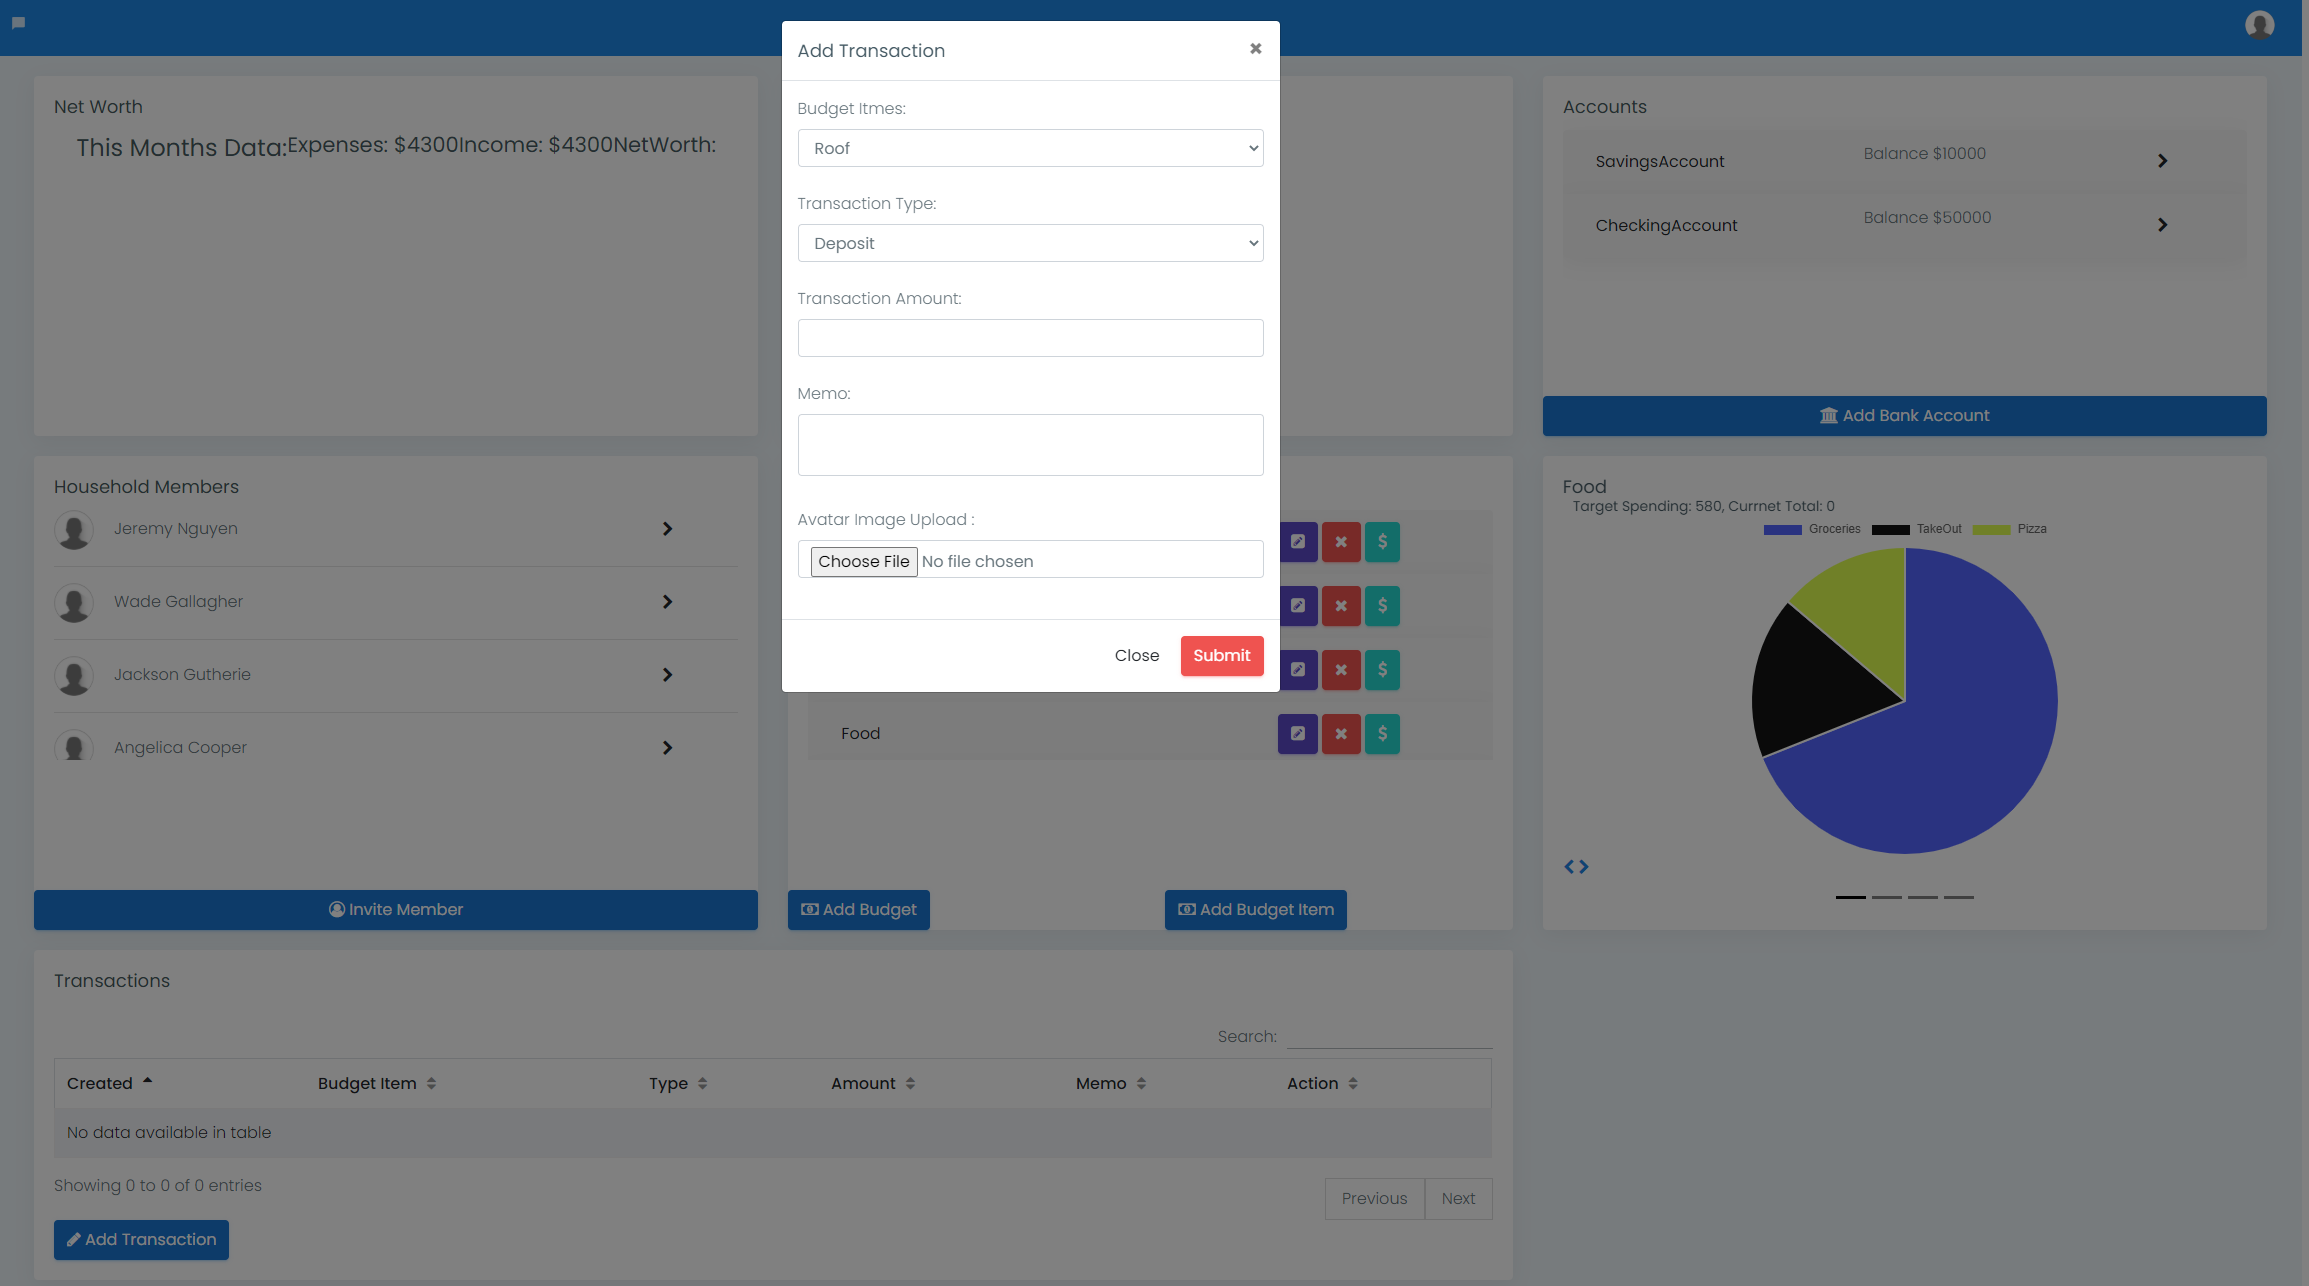 Add Transaction
Budget Itmes:
Roof
Transaction Type:
Deposit
Transaction Amount:
Memo:
Avatar Image Upload :
Choose File No file chosen
Close Submit
Net Worth
This Months Data:Expenses: $4300Income: $4300NetWorth:
Accounts
SavingsAccount Balance $10000
CheckingAccount Balance $50000
Add Bank Account
Household Members
Jeremy Nguyen
Wade Gallagher
Jackson Gutherie
Angelica Cooper
Invite Member
$
$
$
Food $
Add Budget Add Budget Item
Food
Target Spending: 580, Currnet Total: 0
Groceries TakeOut Pizza
Transactions
Search:
Created Budget Item Type Amount Memo Action
No data available in table
Showing 0 to 0 of 0 entries
Previous Next
Add Transaction